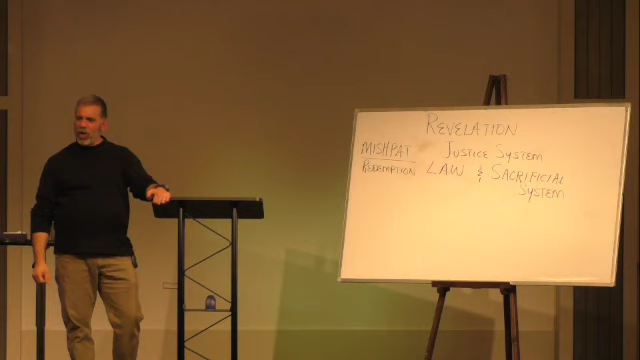 REVELATION
MISHPAT JUSTICE SYSTEM
REDEMPTION LAW & SACRIFICIAL
SYSTEM